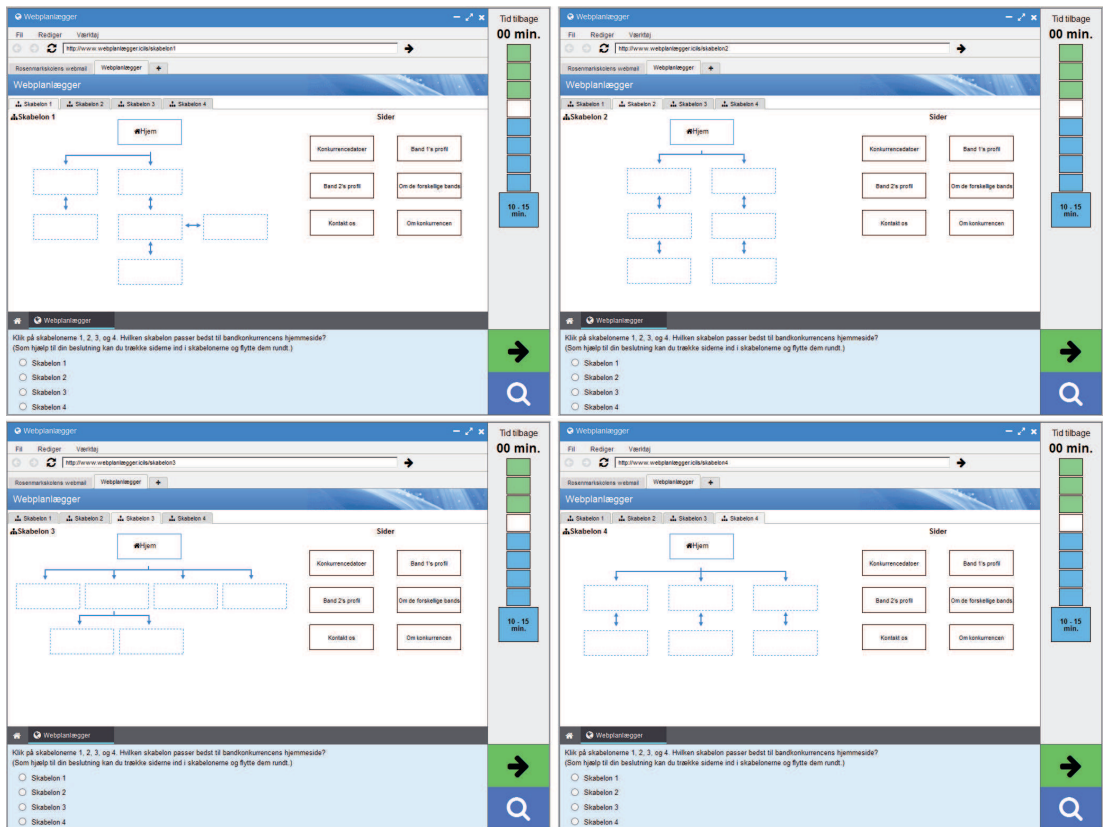 Webplanlægger
Tid tilbage
Fil Rediger Værktøj
00 min.
http://www.webplanlægger.icils/skabelon1
Rosenmarkskolens webmail Webplanlægger +
Webplanlægger
Skabelon 1 Skabelon 2 Skabelon 3 Skabelon 4
Skabelon 1
Sider
Hjem
Konkurrencedatoer Band 1's profil
Band 2's profil Om de forskellige bands
Kontakt os Om konkurrencen
10 - 15
min.
Webplanlægger
Klik på skabelonerne 1, 2, 3, og 4. Hvilken skabelon passer bedst til bandkonkurrencens hjemmeside?
(Som hjælp til din beslutning kan du trække siderne ind i skabelonerne og flytte dem rundt.)
Skabelon 1
Skabelon 2
Skabelon 3
Skabelon 4
Webplanlægger
Tid tilbage
Fil Rediger Værktøj
00 min.
http://www.webplanlægger.icils/skabelon2
Rosenmarkskolens webmail Webplanlægger +
Webplanlægger
Skabelon 1 Skabelon 2 Skabelon 3 Skabelon 4
Skabelon 2
Sider
Hjem
Konkurrencedatoer Band 1's profil
Band 2's profil Om de forskellige bands
Kontakt os Om konkurrencen
10 - 15
min.
Webplanlægger
Klik på skabelonerne 1, 2, 3, og 4. Hvilken skabelon passer bedst til bandkonkurrencens hjemmeside?
(Som hjælp til din beslutning kan du trække siderne ind i skabelonerne og flytte dem rundt.)
Skabelon 1
Skabelon 2
Skabelon 3
Skabelon 4
Webplanlægger
Tid tilbage
Fil Rediger Værktøj
00 min.
http://www.webplanlægger.icils/skabelon3
Rosenmarkskolens webmail Webplanlægger +
Webplanlægger
Skabelon 1 Skabelon 2 Skabelon 3 Skabelon 4
Skabelon 3
Sider
Hjem
Konkurrencedatoer Band 1's profil
Band 2's profil Om de forskellige bands
Kontakt os Om konkurrencen
10 - 15
min.
Webplanlægger
Klik på skabelonerne 1, 2, 3, og 4. Hvilken skabelon passer bedst til bandkonkurrencens hjemmeside?
(Som hjælp til din beslutning kan du trække siderne ind i skabelonerne og flytte dem rundt.)
Skabelon 1
Skabelon 2
Skabelon 3
Skabelon 4
Webplanlægger
Tid tilbage
Fil Rediger Værktøj
00 min.
http://www.webplanlægger.icils/skabelon4
Rosenmarkskolens webmail Webplanlægger +
Webplanlægger
Skabelon 1 Skabelon 2 Skabelon 3 Skabelon 4
Skabelon 4
Sider
Hjem
Konkurrencedatoer Band 1's profil
Band 2's profil Om de forskellige bands
Kontakt os Om konkurrencen
10 - 15
min.
Webplanlægger
Klik på skabelonerne 1, 2, 3, og 4. Hvilken skabelon passer bedst til bandkonkurrencens hjemmeside?
(Som hjælp til din beslutning kan du trække siderne ind i skabelonerne og flytte dem rundt.)
Skabelon 1
Skabelon 2
Skabelon 3
Skabelon 4